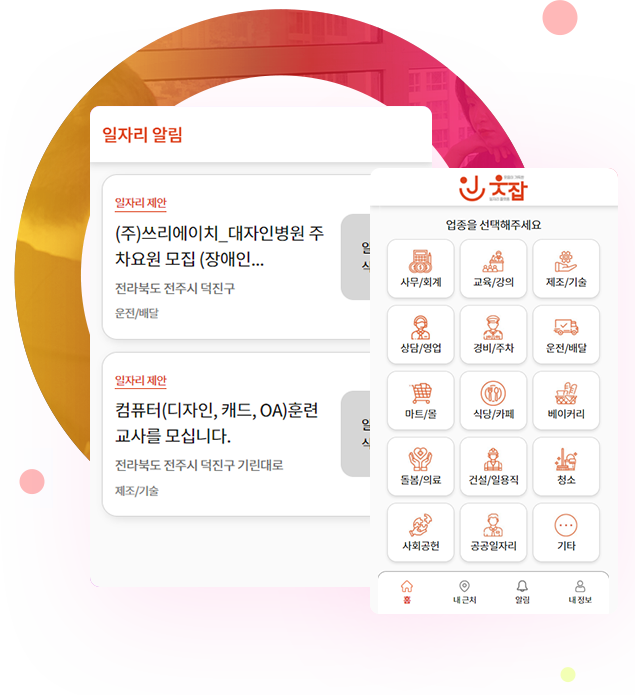 일자리 알림
일자리 제안
(주)쓰리에이치_대자인병원 주
차요원 모집 (장애인...
전라북도 전주시 덕진구
운전/배달
일자리 제안
컴퓨터(디자인, 캐드, OA)훈련
교사를 모십니다.
전라북도 전주시 덕진구 기린대로
제조/기술
굿잡
업종을 선택해주세요
사무/회계
교육/강의
제조/기술
상담/영업
경비/주차
운전/배달
마트/몰
식당/카페
베이커리
돌봄/의료
건설/일용직
청소
사회공헌
공공일자리
기타
홈
내 근처
알림
내 정보